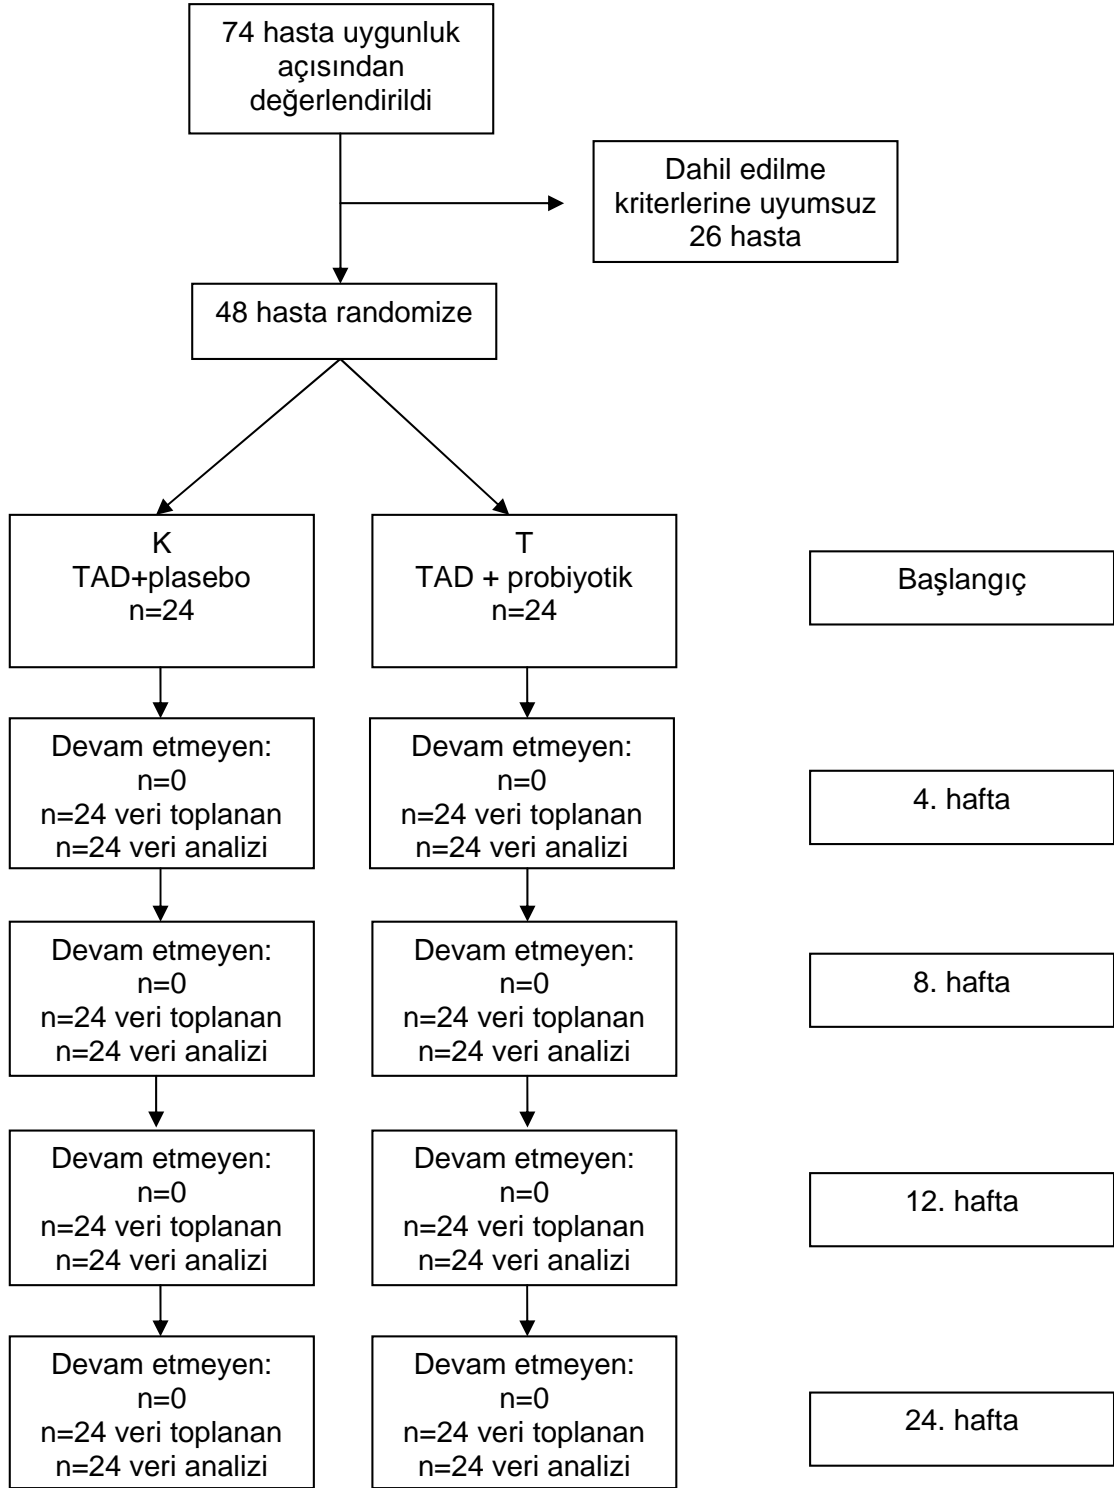 74 hasta uygunluk
açısından
değerlendirildi
Dahil edilme
kriterlerine uyumsuz
26 hasta
48 hasta randomize
K
TAD+plasebo
n=24
T
TAD + probiyotik
n=24
Başlangıç
Devam etmeyen:
n=0
n=24 veri toplanan
n=24 veri analizi
Devam etmeyen:
n=0
n=24 veri toplanan
n=24 veri analizi
4. hafta
Devam etmeyen:
n=0
n=24 veri toplanan
n=24 veri analizi
Devam etmeyen:
n=0
n=24 veri toplanan
n=24 veri analizi
8. hafta
Devam etmeyen:
n=0
n=24 veri toplanan
n=24 veri analizi
Devam etmeyen:
n=0
n=24 veri toplanan
n=24 veri analizi
12. hafta
Devam etmeyen:
n=0
n=24 veri toplanan
n=24 veri analizi
Devam etmeyen:
n=0
n=24 veri toplanan
n=24 veri analizi
24. hafta